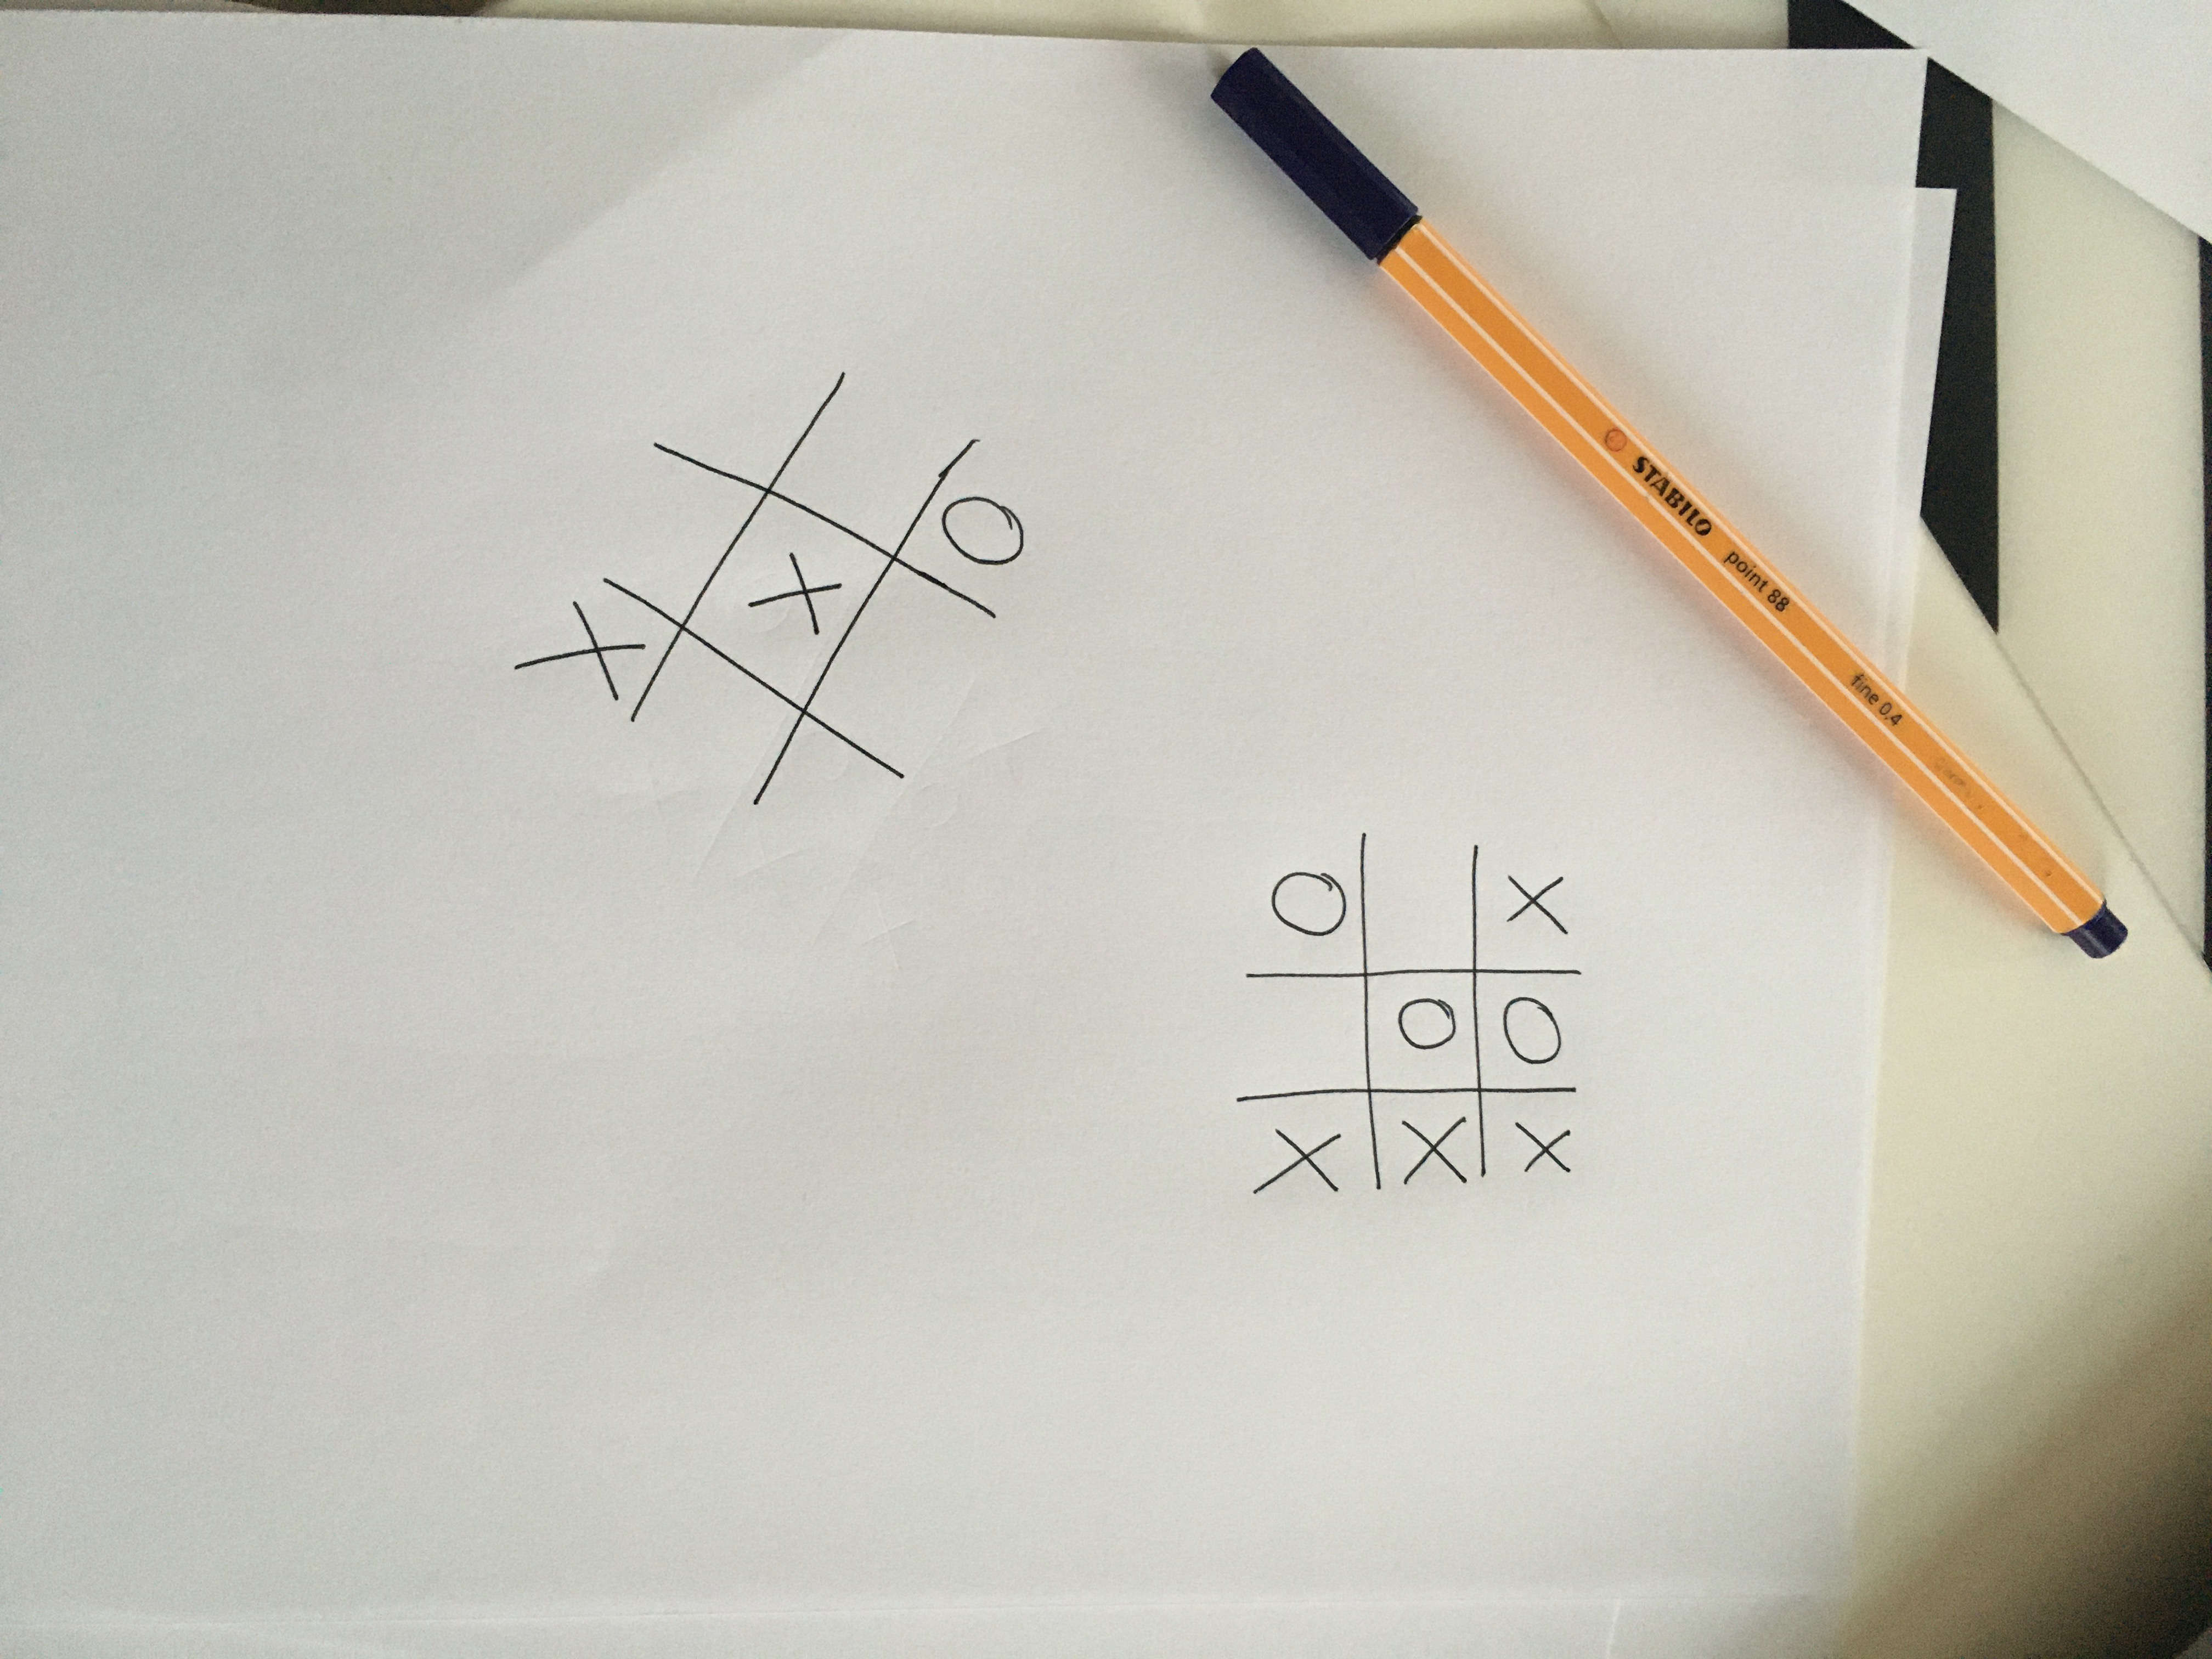 O
X
X
STABILO point 88 fine 0.4
O X
O O
X X X